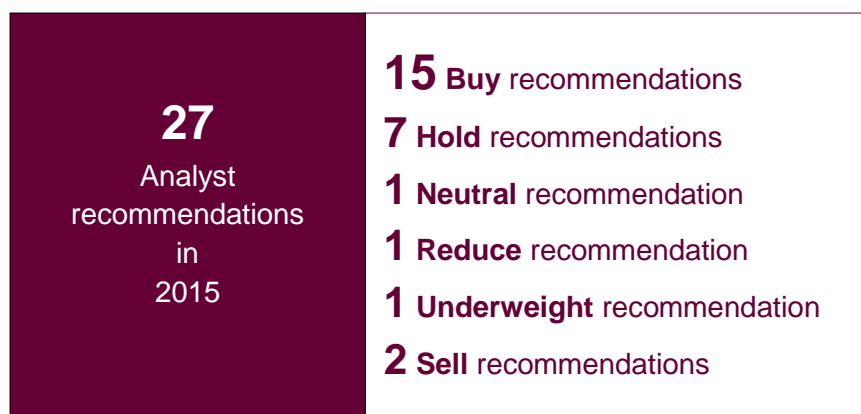 27
Analyst
recommendations
in
2015
15 Buy recommendations
7 Hold recommendations
1 Neutral recommendation
1 Reduce recommendation
1 Underweight recommendation
2 Sell recommendations